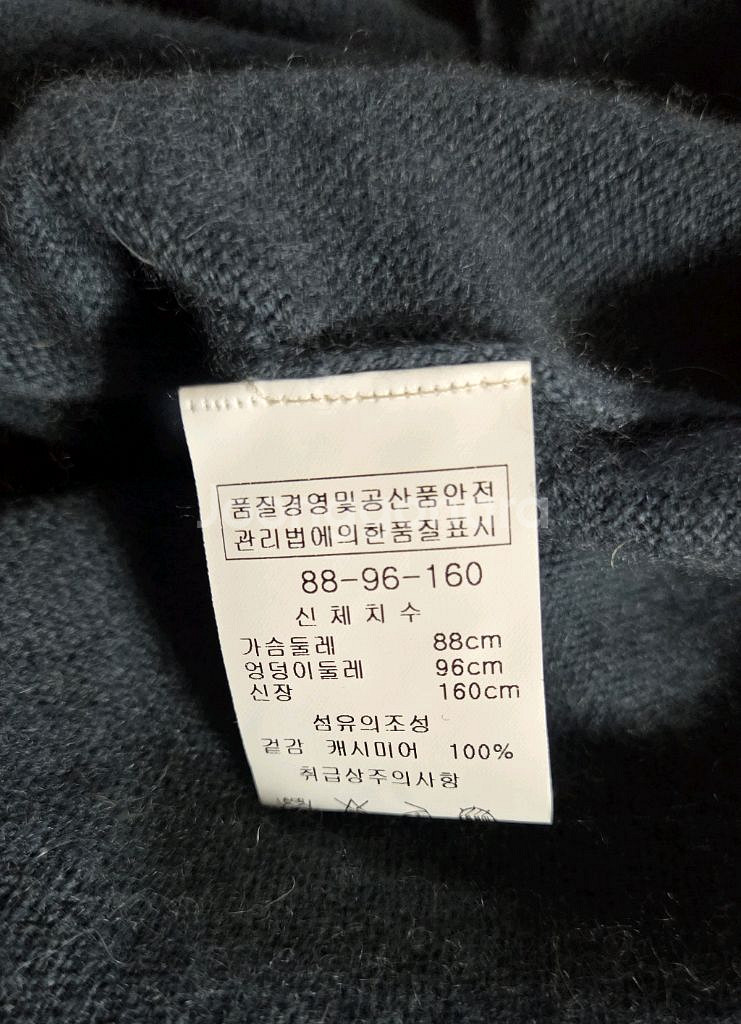 품질경영및공산품안전
관리법에의한품질표시
88-96-160
신체치수
가슴둘레 88cm
엉덩이둘레 96cm
신장 160cm
섬유의조성
겉감 캐시미어 100%
취급상주의사항